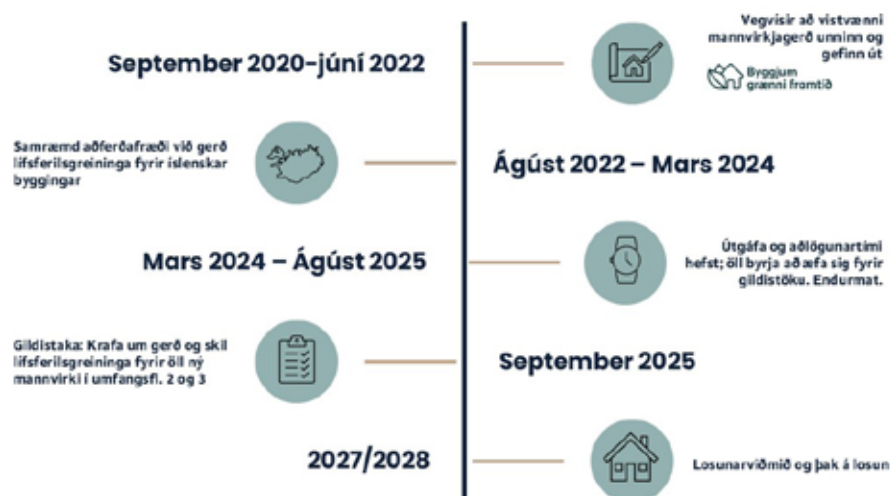 September 2020-júní 2022
Vegvísir að vistvænni
mannvirkjagerð unninn og
gefinn út
Byggjum
grænni framtíð
Samræmd aðferðafræði við gerð
lífsferilsgreininga fyrir íslenskar
byggingar
Ágúst 2022 – Mars 2024
Mars 2024 – Ágúst 2025
Útgáfa og aðlögunartími
hefst; öll byrja að æfa sig fyrir
gildistöku. Endurmat.
Gildistaka: Krafa um gerð og skil
lífsferilsgreininga fyrir öll ný
mannvirki í umfangsfl. 2 og 3
September 2025
2027/2028
Losunarviðmið og þak á losun